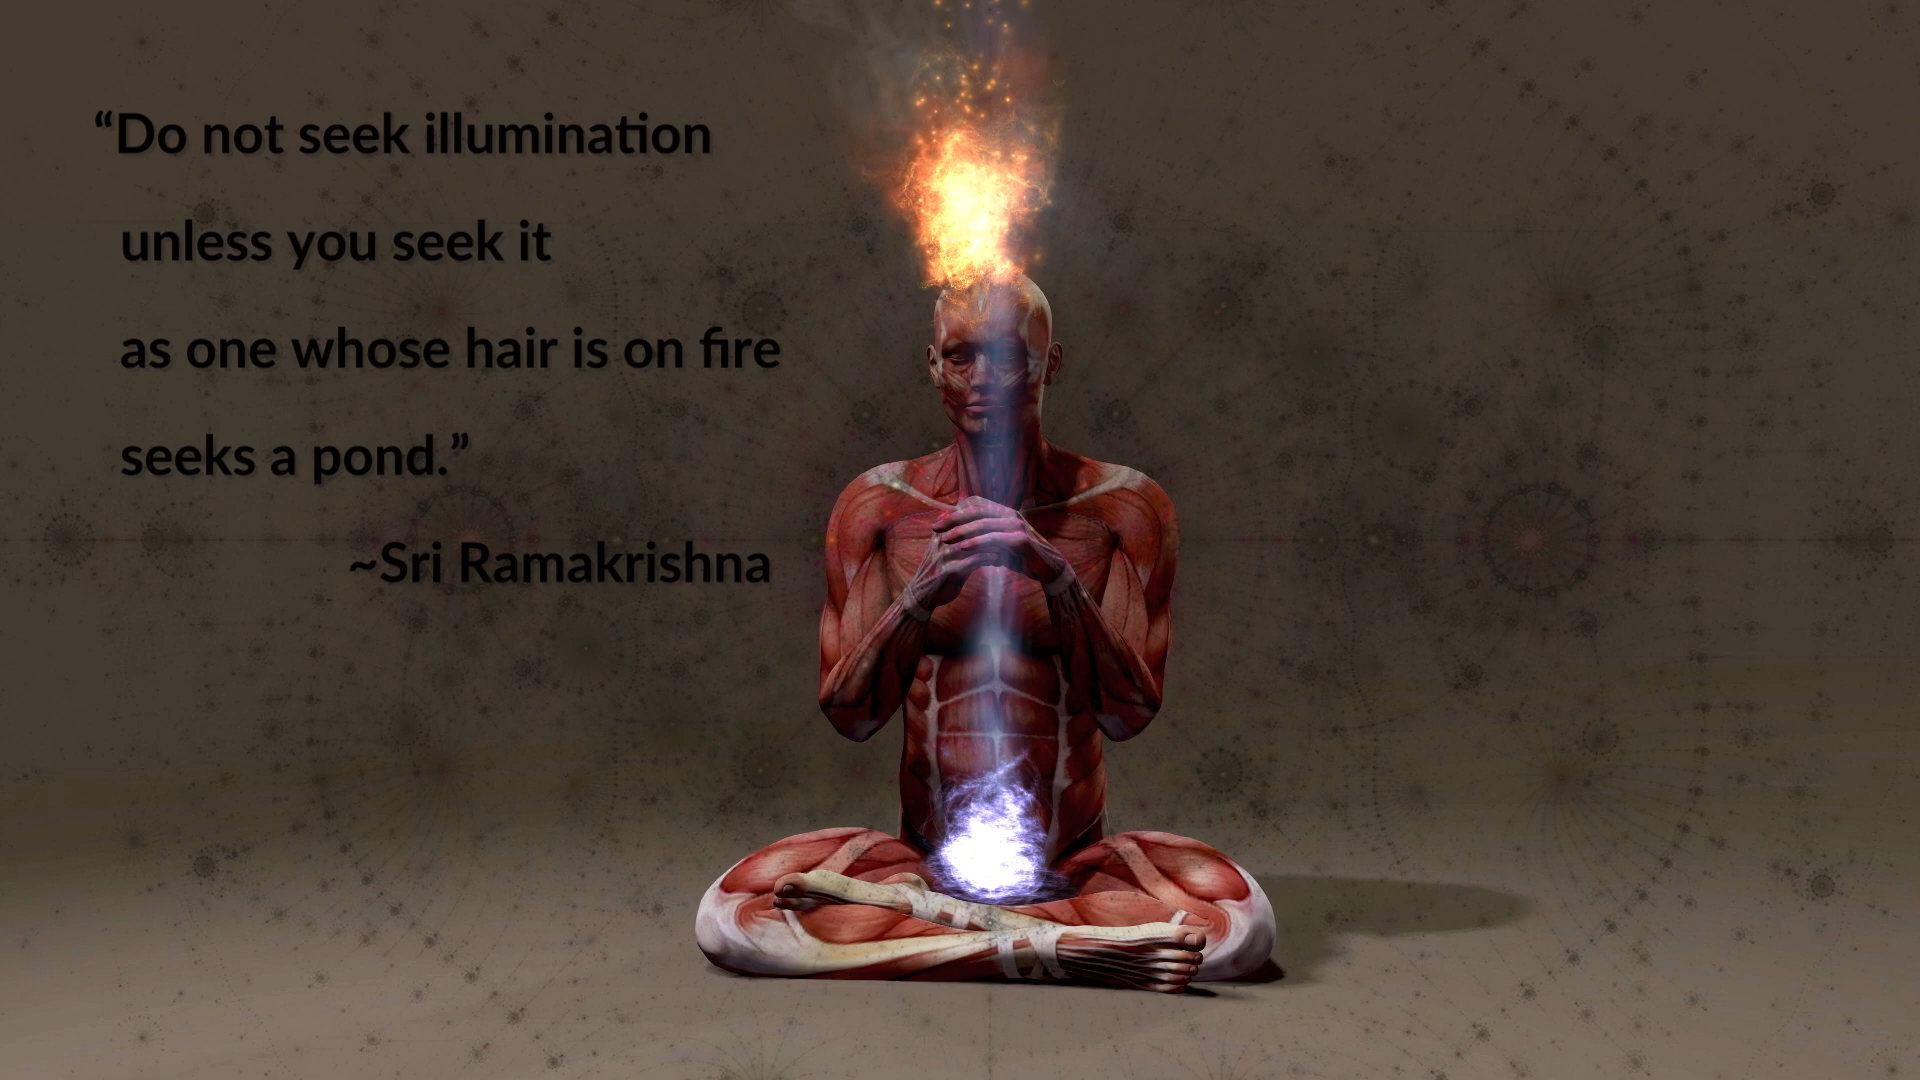 “Do not seek illumination
unless you seek it
as one whose hair is on fire
seeks a pond.”
~Sri Ramakrishna